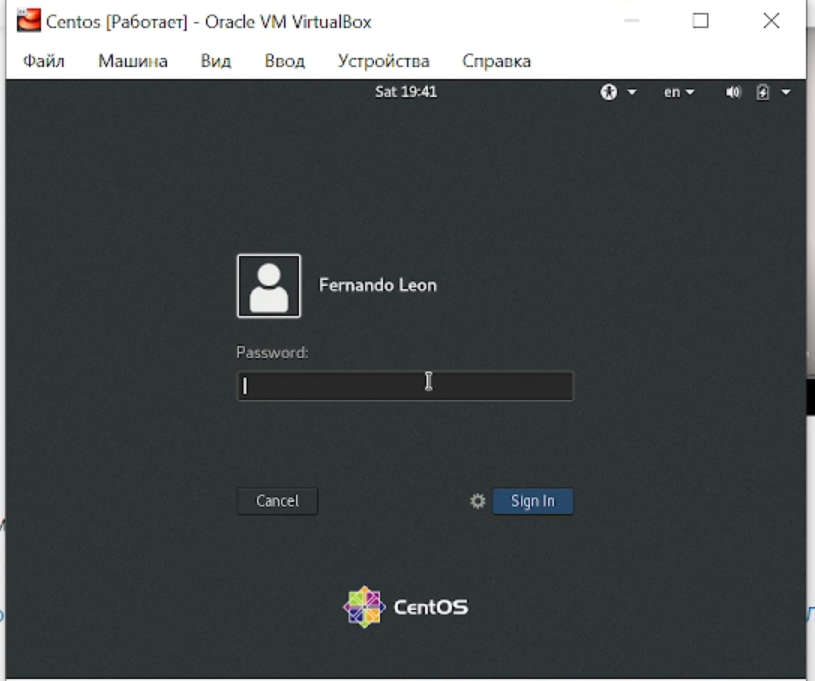 Centos [Работает] - Oracle VM VirtualBox
Файл Машина Вид Ввод Устройства Справка
Sat 19:41 en
Fernando Leon
Password:
Cancel Sign In
CentOS